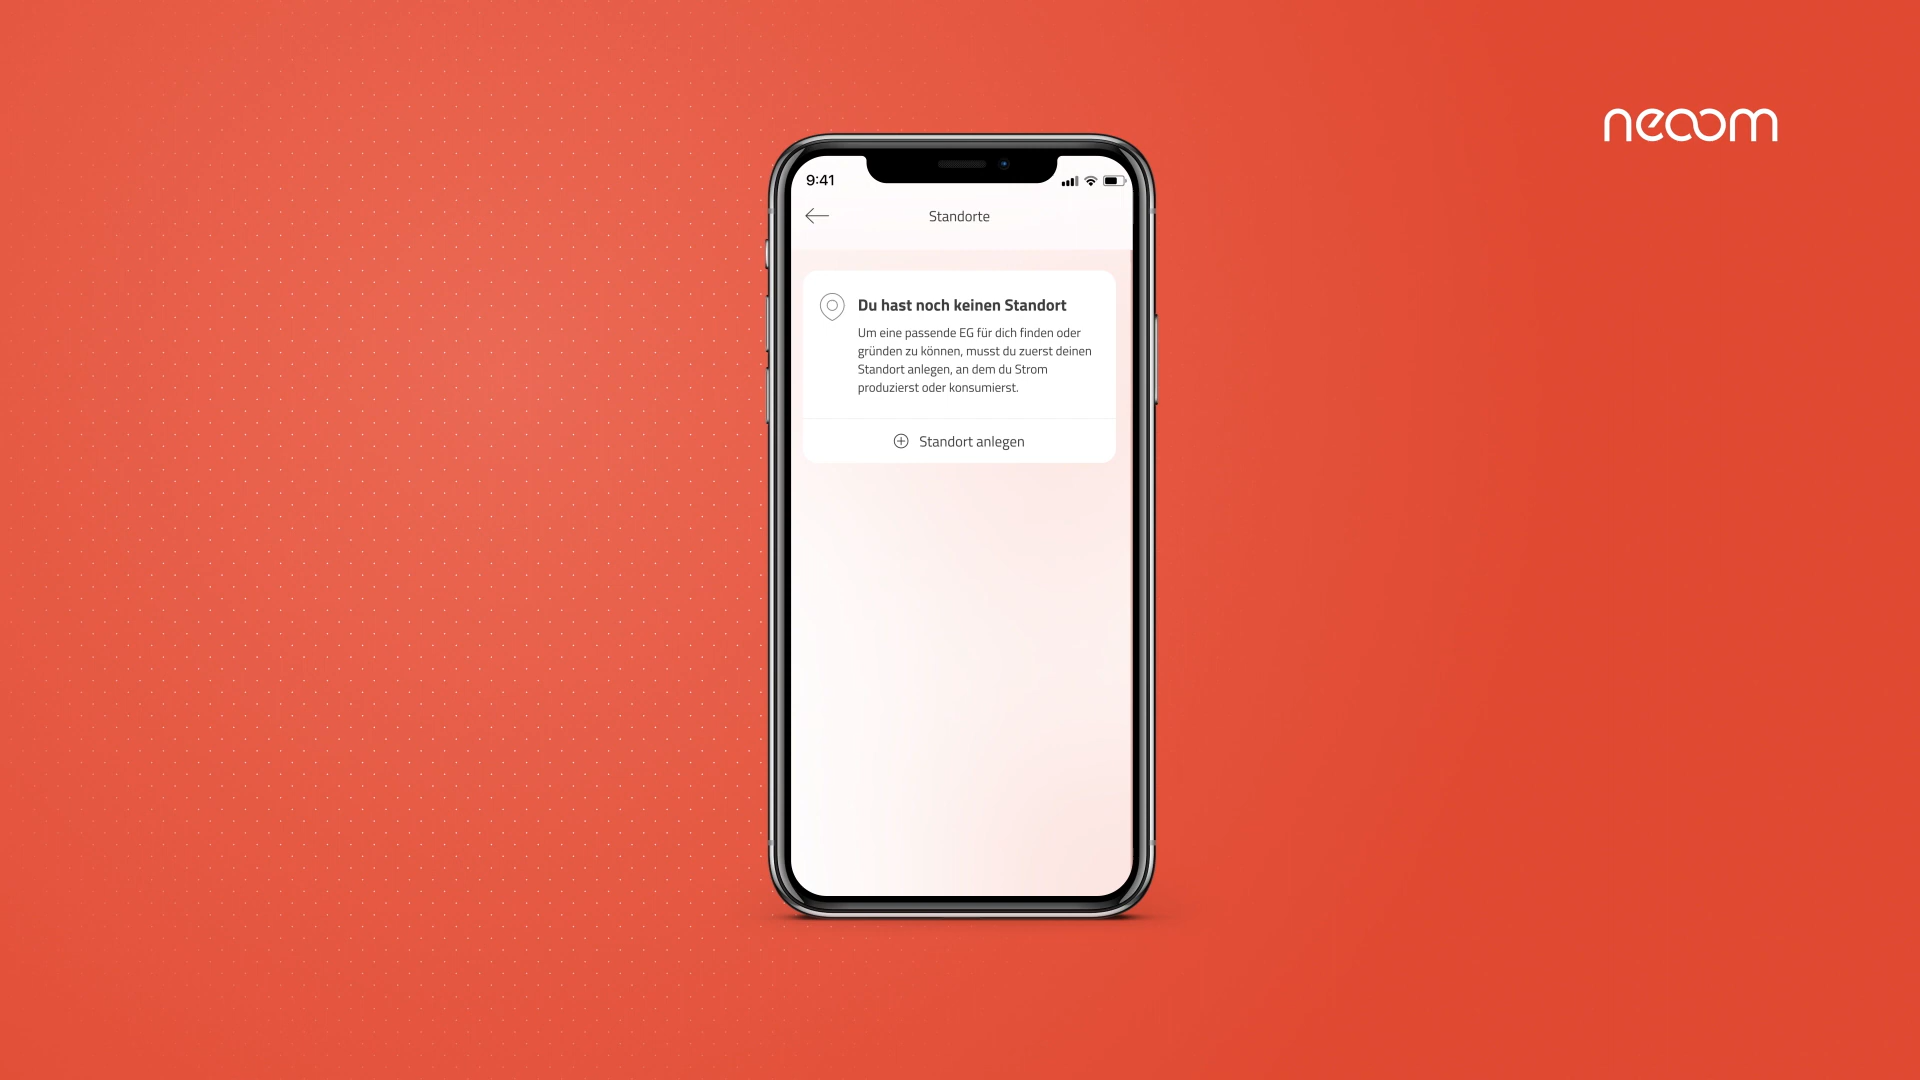 neoom
9:41
Standorte
Du hast noch keinen Standort
Um eine passende EG für dich finden oder
gründen zu können, musst du zuerst deinen
Standort anlegen, an dem du Strom
produzierst oder konsumierst.
Standort anlegen